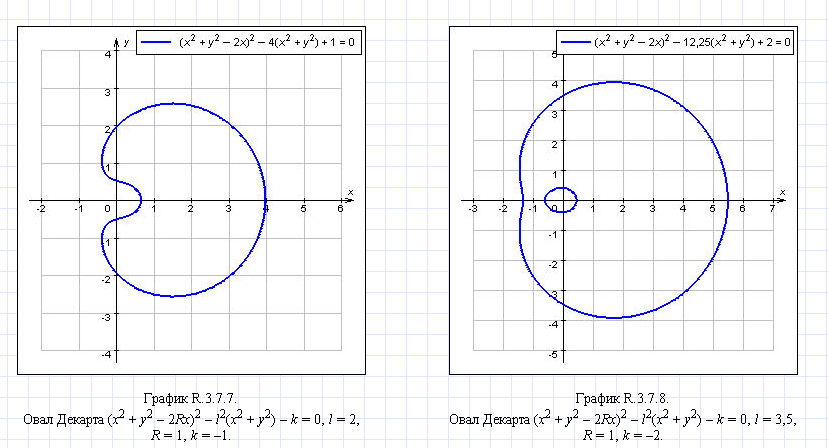 y
(x² + y² − 2x)² − 4(x² + y²) + 1 = 0
4
3
2
1
x
-2 -1 0 1 2 3 4 5 6
-1
-2
-3
-4
График R.3.7.7.
Овал Декарта (x² + y² − 2Rx)² − l²(x² + y²) − k = 0, l = 2,
R = 1, k = −1.
(x² + y² − 2x)² − 12,25(x² + y²) + 2 = 0
5
4
3
2
1
x
-3 -2 -1 0 1 2 3 4 5 6 7
-1
-2
-3
-4
-5
График R.3.7.8.
Овал Декарта (x² + y² − 2Rx)² − l²(x² + y²) − k = 0, l = 3,5,
R = 1, k = −2.